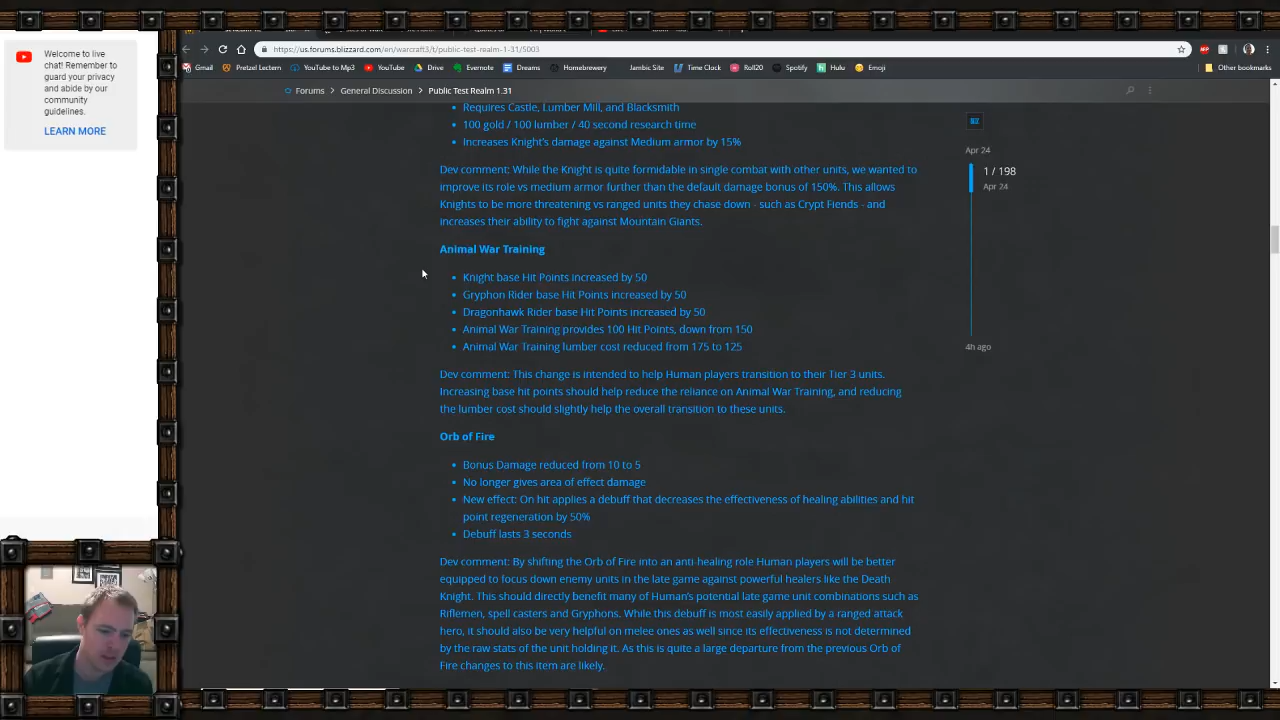 Welcome to live
chat! Remember to
guard your privacy
and abide by our
community
guidelines.
LEARN MORE
https://us.forums.blizzard.com/en/warcraft3/t/public-test-realm-1-31/5003
Gmail
Pretzel Lectern
YouTube to Mp3
YouTube
Drive
Evernote
Dreams
Homebrewery
Jambic Site
Time Clock
Roll20
Spotify
Hulu
Emoji
Other bookmarks
Forums
General Discussion
Public Test Realm 1.31
Requires Castle, Lumber Mill, and Blacksmith
100 gold / 100 lumber / 40 second research time
Increases Knight's damage against Medium armor by 15%
Dev comment: While the Knight is quite formidable in single combat with other units, we wanted to
improve its role vs medium armor further than the default damage bonus of 150%. This allows
Knights to be more threatening vs ranged units they chase down - such as Crypt Fiends - and
increases their ability to fight against Mountain Giants.
Animal War Training
Knight base Hit Points increased by 50
Gryphon Rider base Hit Points increased by 50
Dragonhawk Rider base Hit Points increased by 50
Animal War Training provides 100 Hit Points, down from 150
Animal War Training lumber cost reduced from 175 to 125
Dev comment: This change is intended to help Human players transition to their Tier 3 units.
Increasing base hit points should help reduce the reliance on Animal War Training, and reducing
the lumber cost should slightly help the overall transition to these units.
Orb of Fire
Bonus Damage reduced from 10 to 5
No longer gives area of effect damage
New effect: On hit applies a debuff that decreases the effectiveness of healing abilities and hit
point regeneration by 50%
Debuff lasts 3 seconds
Dev comment: By shifting the Orb of Fire into an anti-healing role Human players will be better
equipped to focus down enemy units in the late game against powerful healers like the Death
Knight. This should directly benefit many of Human's potential late game unit combinations such as
Riflemen, spell casters and Gryphons. While this debuff is most easily applied by a ranged attack
hero, it should also be very helpful on melee ones as well since its effectiveness is not determined
by the raw stats of the unit holding it. As this is quite a large departure from the previous Orb of
Fire changes to this item are likely.
Apr 24
1 / 198
Apr 24
4h ago